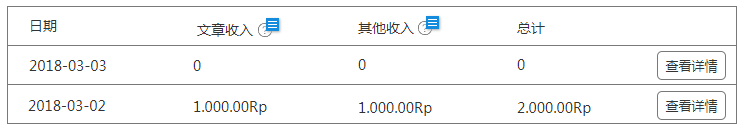 日期 文章收入 ? 其他收入 ? 总计
2018-03-03 0 0 0 查看详情
2018-03-02 1.000.00Rp 1.000.00Rp 2.000.00Rp 查看详情